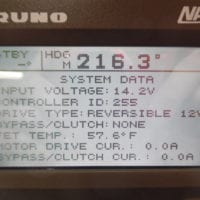 RUNO NA
TBY HDG M 216.3°
-°
SYSTEM DATA
NPUT VOLTAGE: 14.2V
CONTROLLER ID: 255
DRIVE TYPE: REVERSIBLE 12V
BYPASS/CLUTCH: NONE
FET TEMP.: 57.6°F
MOTOR DRIVE CUR.: 0.0A
BYPASS/CLUTCH CUR.: 0.0A